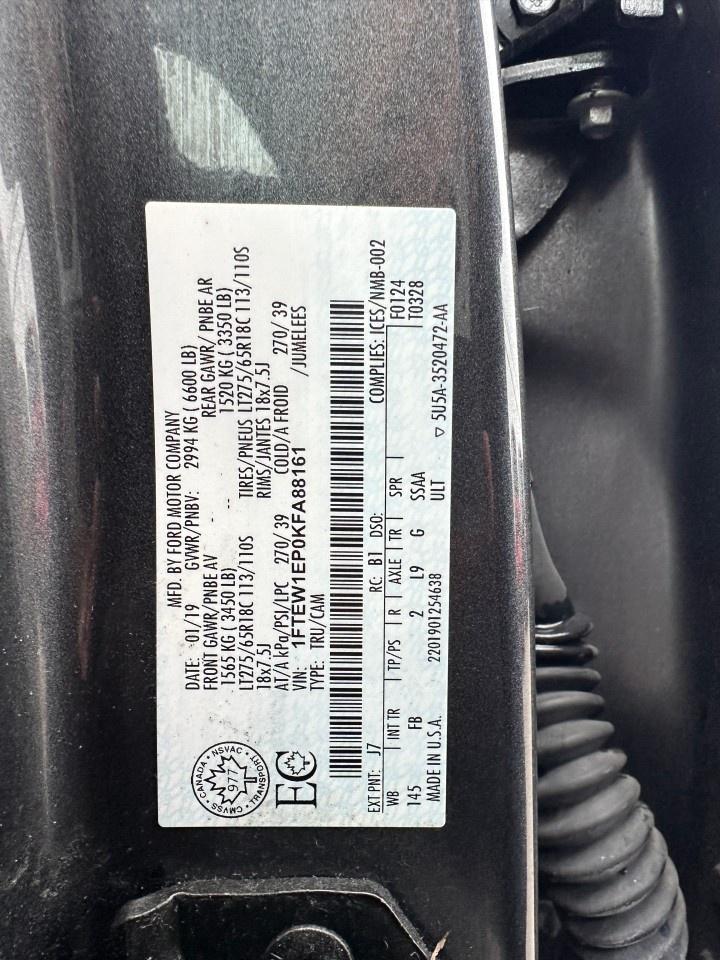 MFD. BY FORD MOTOR COMPANY
DATE: 01/19 GVWR/PNBV: 2994 KG ( 6600 LB)
FRONT GAWR/PNBE AV REAR GAWR/ PNBE AR
1565 KG ( 3450 LB) 1520 KG ( 3350 LB)
LT275/65R18C 113/110S TIRES/PNEUS LT275/65R18C 113/110S
18x7.5J RIMS/JANTES 18x7.5J
AT/A kPa/PSI/LPC 270/ 39 COLD/A FROID 270/ 39
VIN: 1FTEW1EP0KFA88161 /JUMELEES
TYPE: TRU/CAM
CANADA • NSVAC • TRANSPORT • CMVSS •
977
EC
EXT PNT: J7 RC: B1 DSO: COMPLIES: ICES/NMB-002
WB INT TR TP/PS R AXLE TR SPR F0124
145 FB 2 L9 G SSAA T0328
MADE IN U.S.A. 2201901254638 ULT ▽ 5U5A-3520472-AA